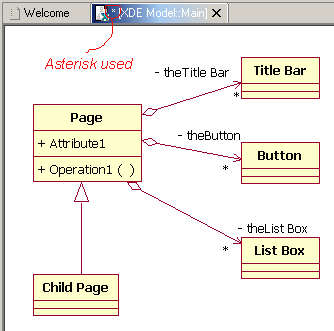 Welcome
* [XDE Model::Main]
Asterisk used
- theTitle Bar
Title Bar
*
Page
+ Attribute1
+ Operation1 ( )
- theButton
Button
*
- theList Box
*
List Box
Child Page